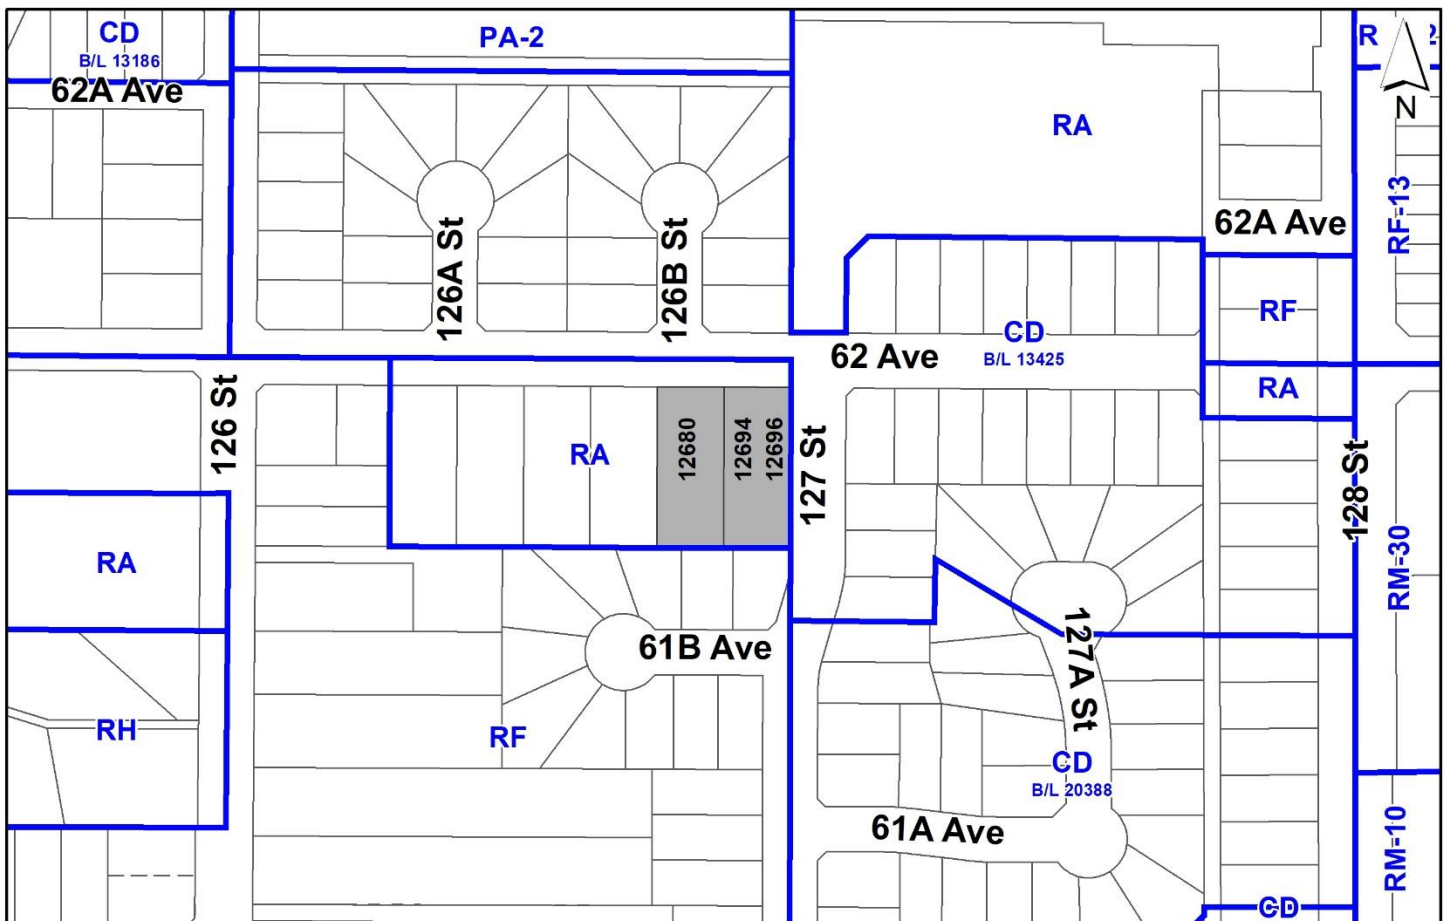 CD
B/L 13186
62A Ave
PA-2
R
N
RA
RF-13
62A Ave
126A St
126B St
RF
CD
B/L 13425
62 Ave
RA
126 St
RA
12680
12694
12696
127 St
128 St
RA
RM-30
61B Ave
127A St
RH
RF
CD
B/L 20388
61A Ave
RM-10
CD